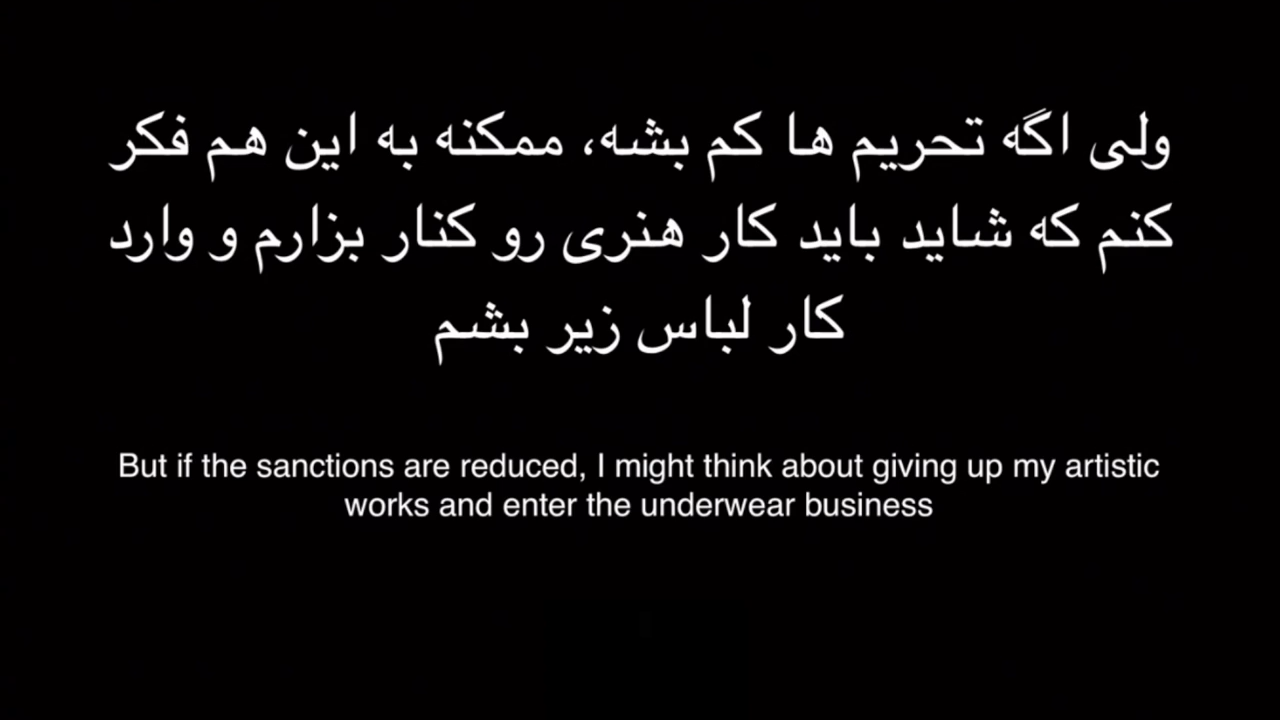 ولی اگه تحریم ها کم بشه، ممکنه به این هم فکر
کنم که شاید باید کار هنری رو کنار بزارم و وارد
کار لباس زیر بشم
But if the sanctions are reduced, I might think about giving up my artistic
works and enter the underwear business